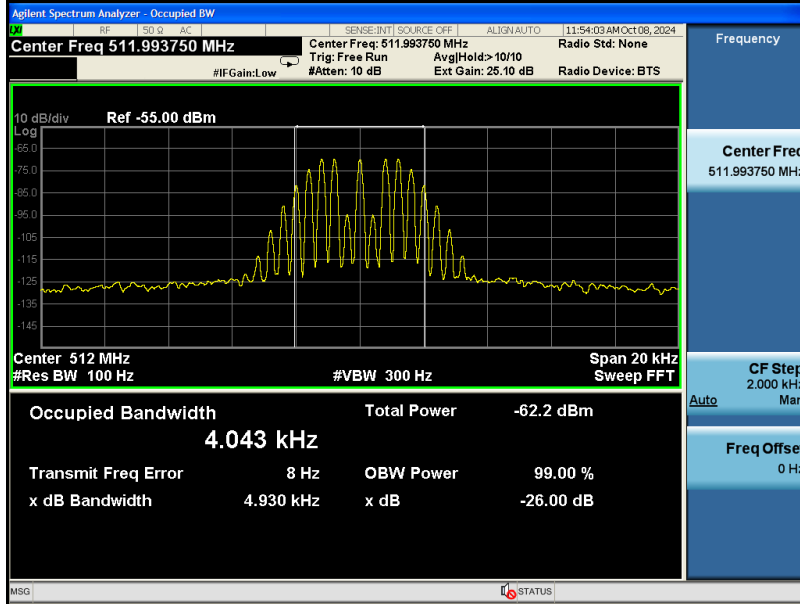 Agilent Spectrum Analyzer - Occupied BW
LXI RF 50 Ω AC SENSE:INT SOURCE OFF ALIGN AUTO 11:54:03 AM Oct 08, 2024
Center Freq 511.993750 MHz
Center Freq: 511.993750 MHz Radio Std: None
Trig: Free Run Avg|Hold:>10/10
#IFGain:Low #Atten: 10 dB Ext Gain: 25.10 dB Radio Device: BTS
10 dB/div Ref -55.00 dBm
Log
-65.0
-75.0
-85.0
-95.0
-105
-115
-125
-135
-145
Center 512 MHz Span 20 kHz
#Res BW 100 Hz #VBW 300 Hz Sweep FFT
Occupied Bandwidth Total Power -62.2 dBm
4.043 kHz
Transmit Freq Error 8 Hz OBW Power 99.00 %
x dB Bandwidth 4.930 kHz x dB -26.00 dB
MSG STATUS
Frequency
Center Freq
511.993750 MHz
CF Step
2.000 kHz
Auto Man
Freq Offset
0 Hz